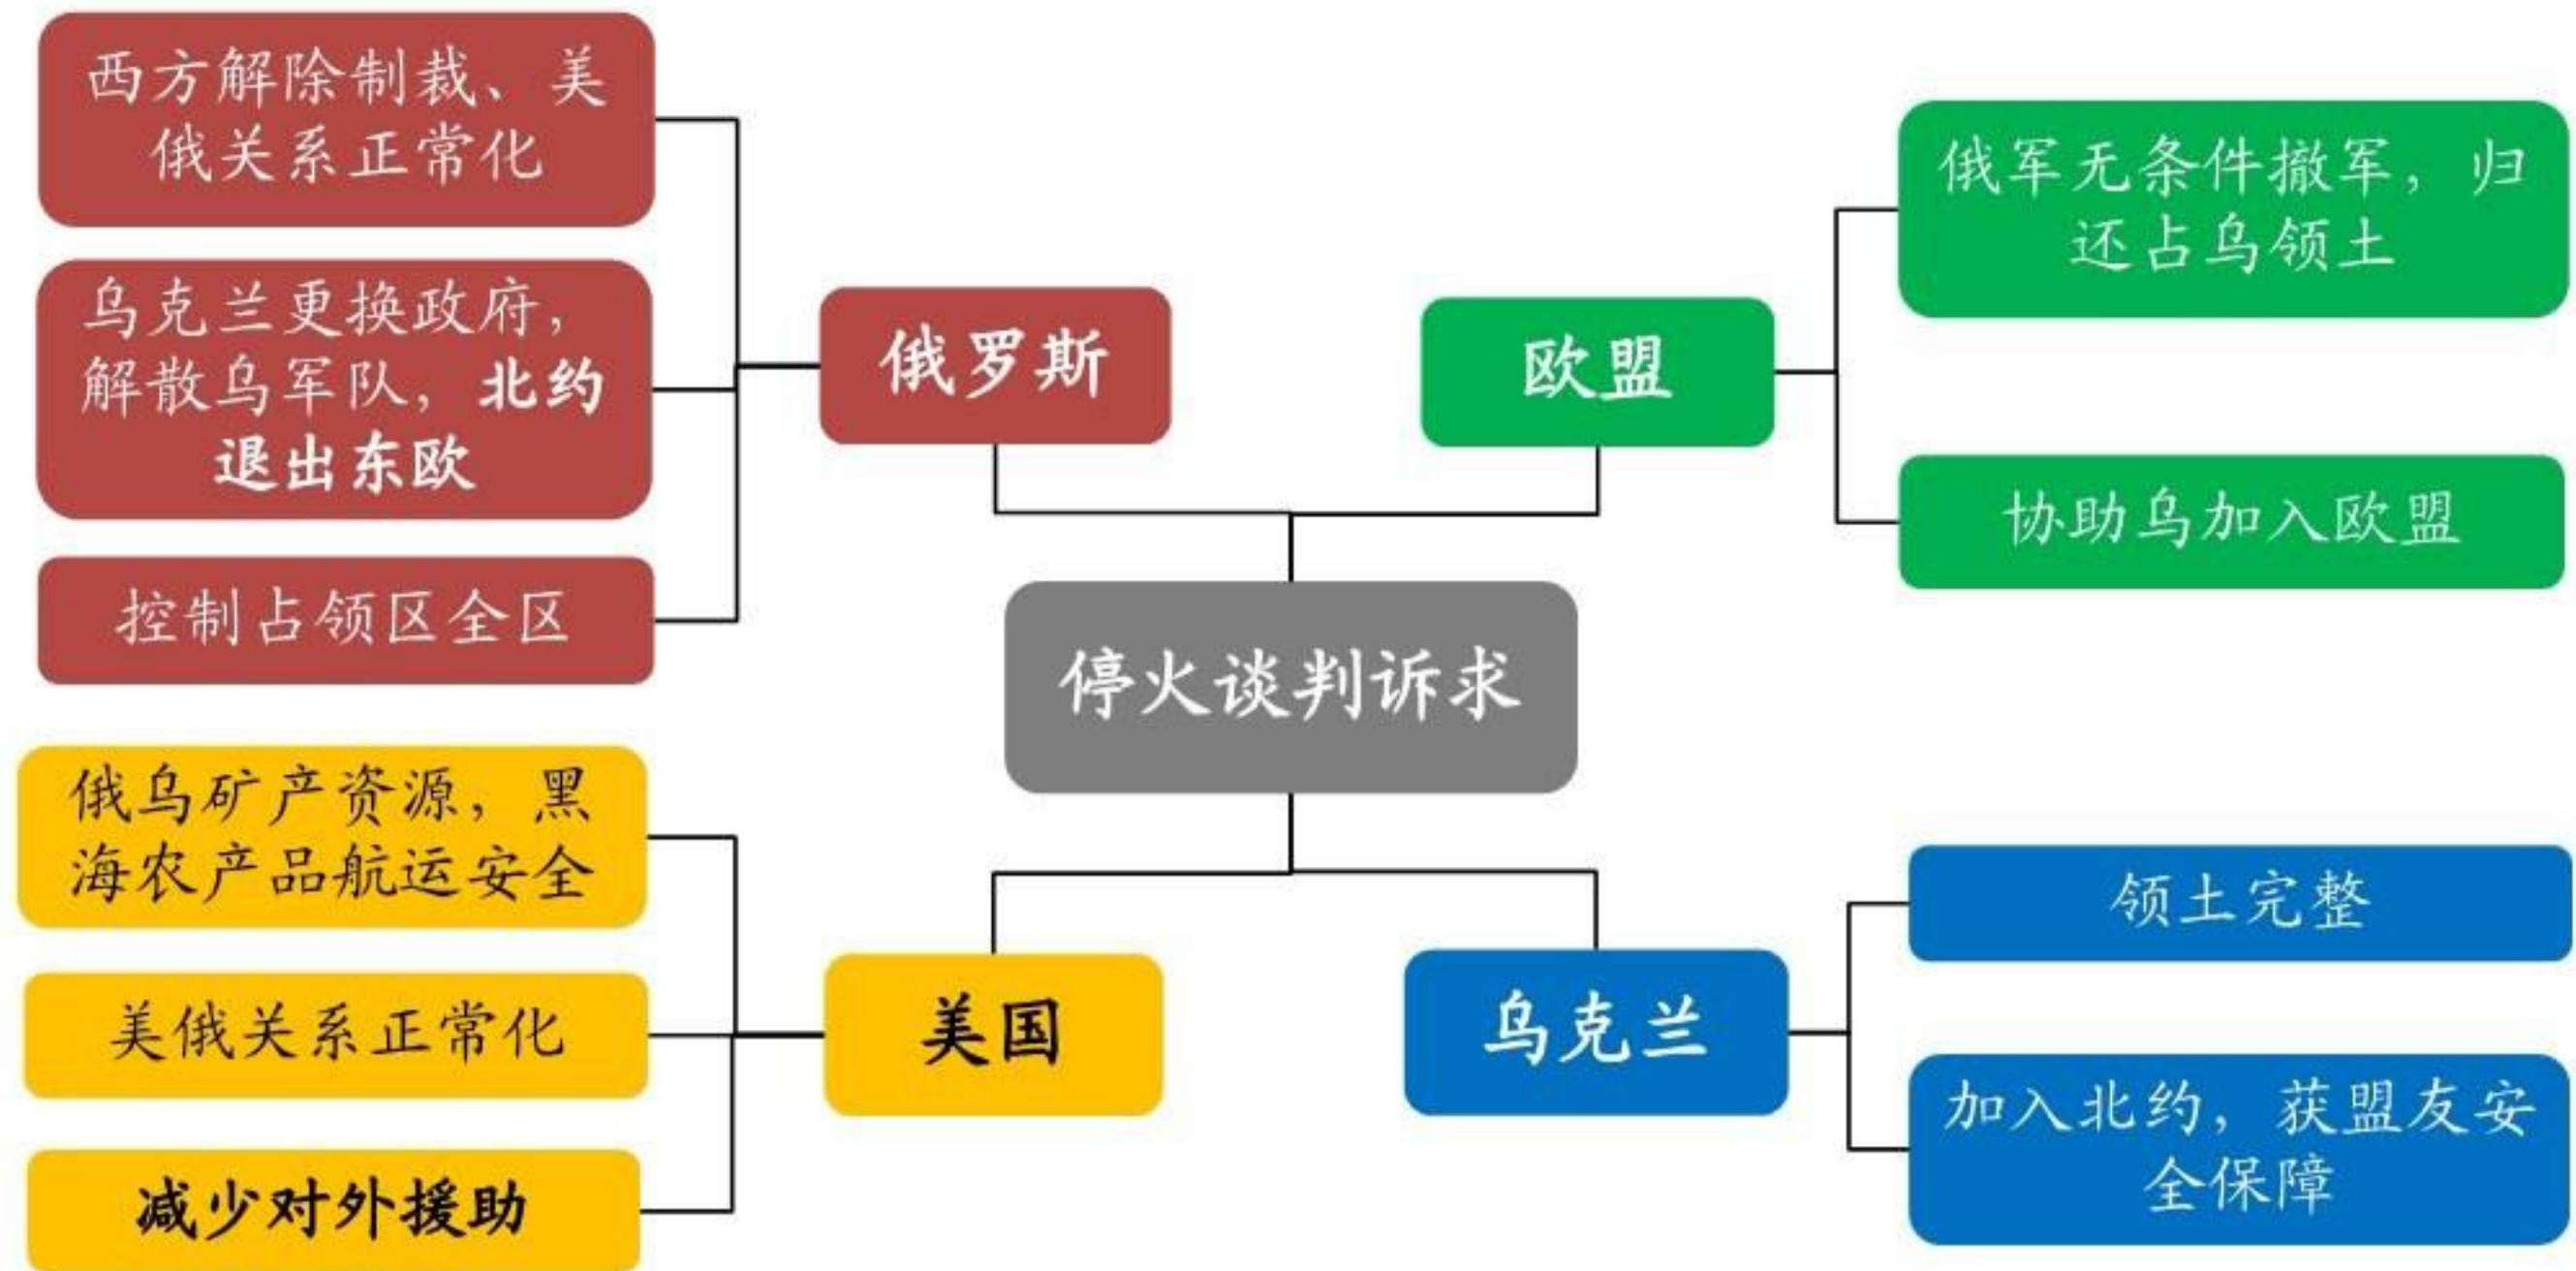 西方解除制裁、美
俄关系正常化
乌克兰更换政府，
解散乌军队，北约
退出东欧
控制占领区全区
俄罗斯
欧盟
俄军无条件撤军，归
还占乌领土
协助乌加入欧盟
停火谈判诉求
俄乌矿产资源，黑
海农产品航运安全
美俄关系正常化
减少对外援助
美国
乌克兰
领土完整
加入北约，获盟友安
全保障